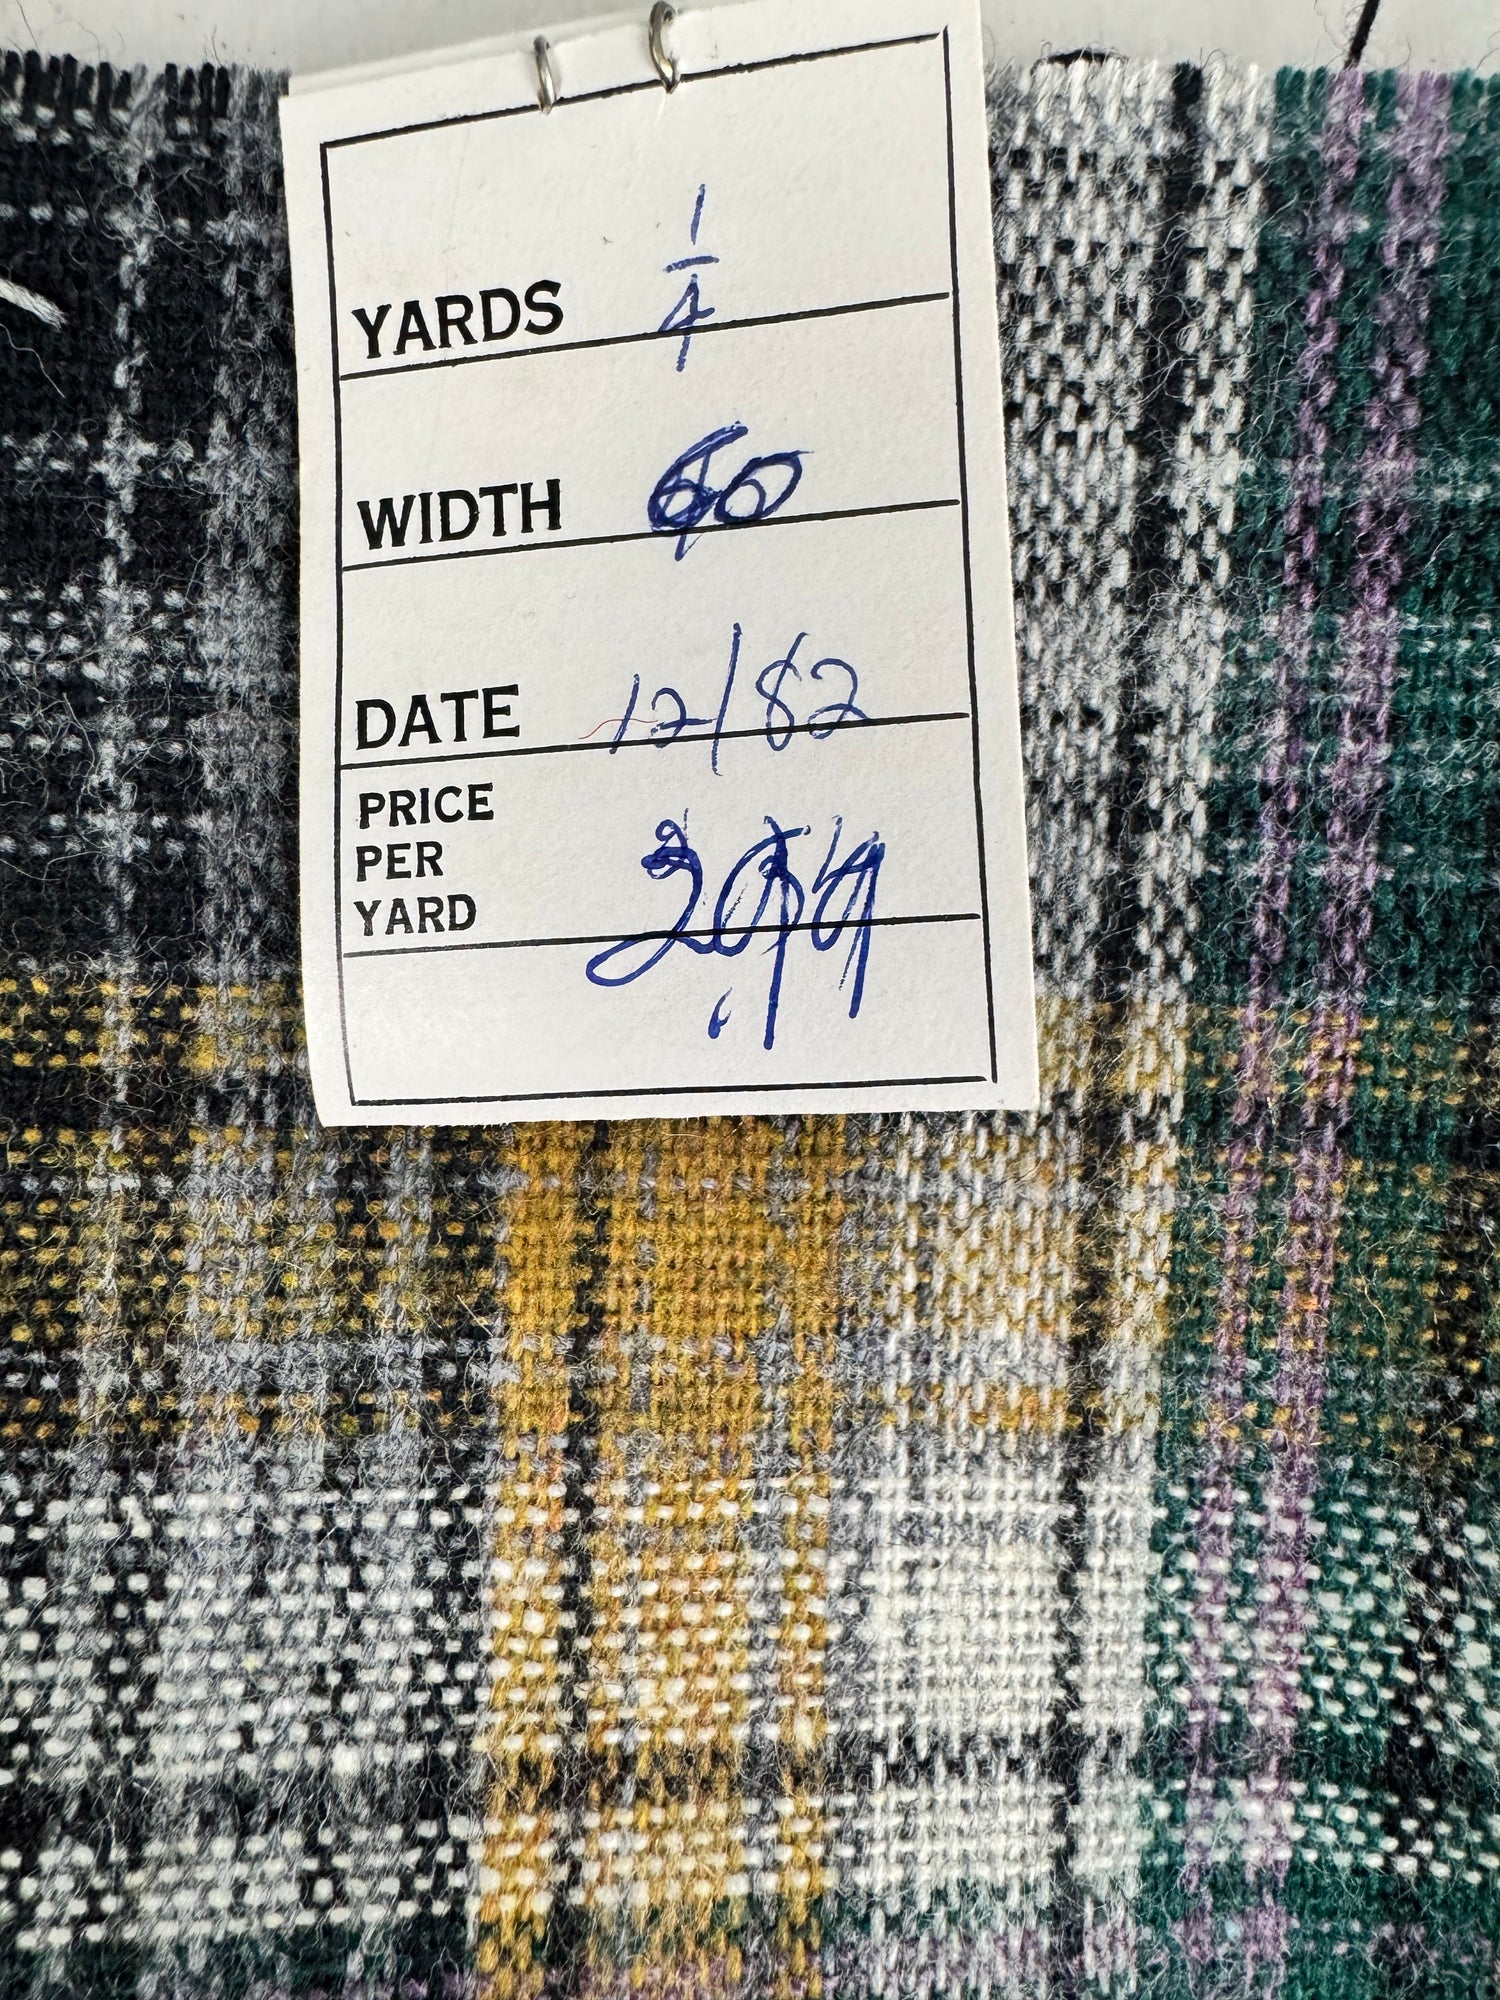 YARDS 1/4
WIDTH 60
DATE 12/82
PRICE
PER
YARD